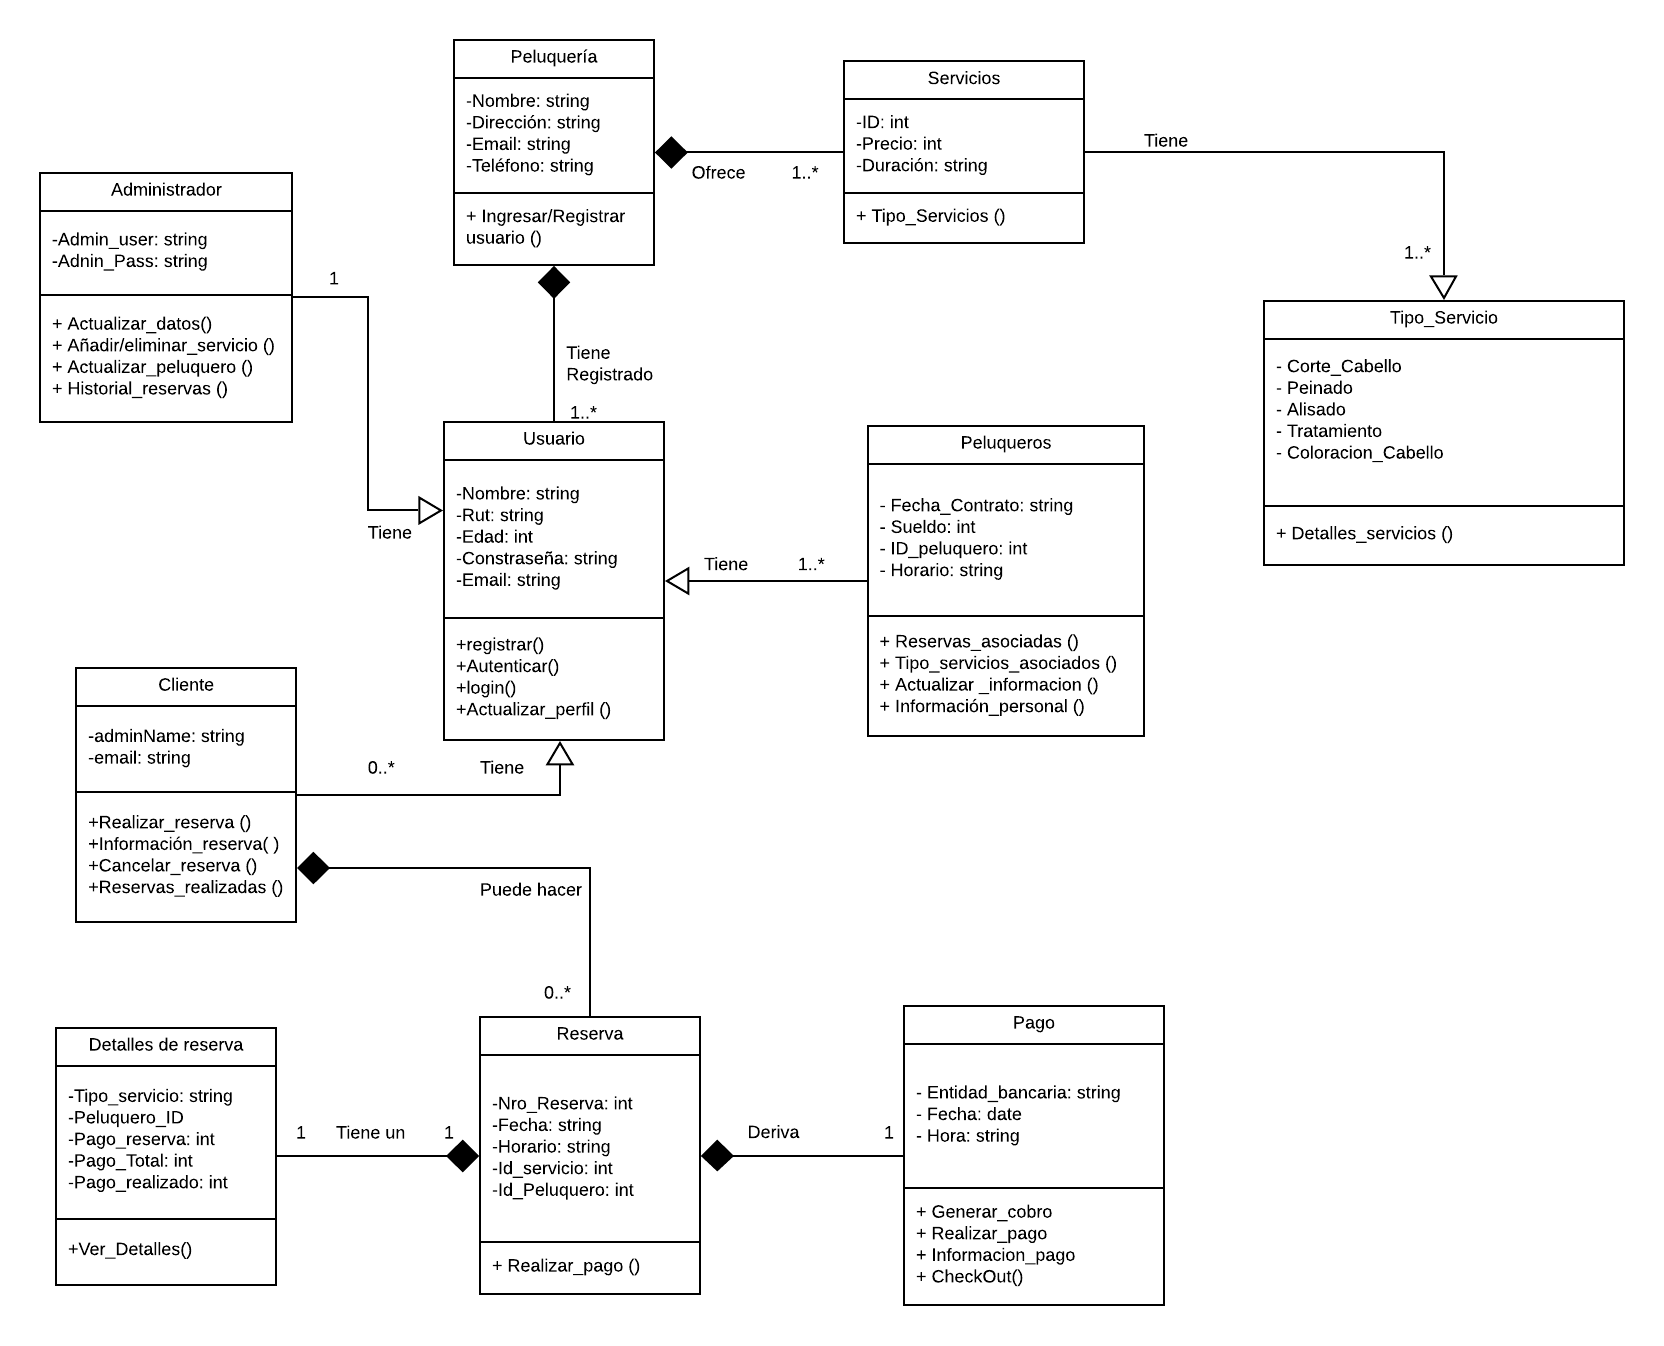 Peluquería
-Nombre: string
-Dirección: string
-Email: string
-Teléfono: string
+ Ingresar/Registrar
usuario ()
Ofrece
1..*
Servicios
-ID: int
-Precio: int
-Duración: string
+ Tipo_Servicios ()
Tiene
1..*
Tipo_Servicio
- Corte_Cabello
- Peinado
- Alisado
- Tratamiento
- Coloracion_Cabello
+ Detalles_servicios ()
Administrador
-Admin_user: string
-Adnin_Pass: string
+ Actualizar_datos()
+ Añadir/eliminar_servicio ()
+ Actualizar_peluquero ()
+ Historial_reservas ()
1
Tiene
Tiene
Registrado
1..*
Usuario
-Nombre: string
-Rut: string
-Edad: int
-Constraseña: string
-Email: string
+registrar()
+Autenticar()
+login()
+Actualizar_perfil ()
Tiene
1..*
Peluqueros
- Fecha_Contrato: string
- Sueldo: int
- ID_peluquero: int
- Horario: string
+ Reservas_asociadas ()
+ Tipo_servicios_asociados ()
+ Actualizar _informacion ()
+ Información_personal ()
Cliente
-adminName: string
-email: string
+Realizar_reserva ()
+Información_reserva( )
+Cancelar_reserva ()
+Reservas_realizadas ()
0..*
Tiene
Puede hacer
0..*
Detalles de reserva
-Tipo_servicio: string
-Peluquero_ID
-Pago_reserva: int
-Pago_Total: int
-Pago_realizado: int
+Ver_Detalles()
1
Tiene un
1
Reserva
-Nro_Reserva: int
-Fecha: string
-Horario: string
-Id_servicio: int
-Id_Peluquero: int
+ Realizar_pago ()
Deriva
1
Pago
- Entidad_bancaria: string
- Fecha: date
- Hora: string
+ Generar_cobro
+ Realizar_pago
+ Informacion_pago
+ CheckOut()